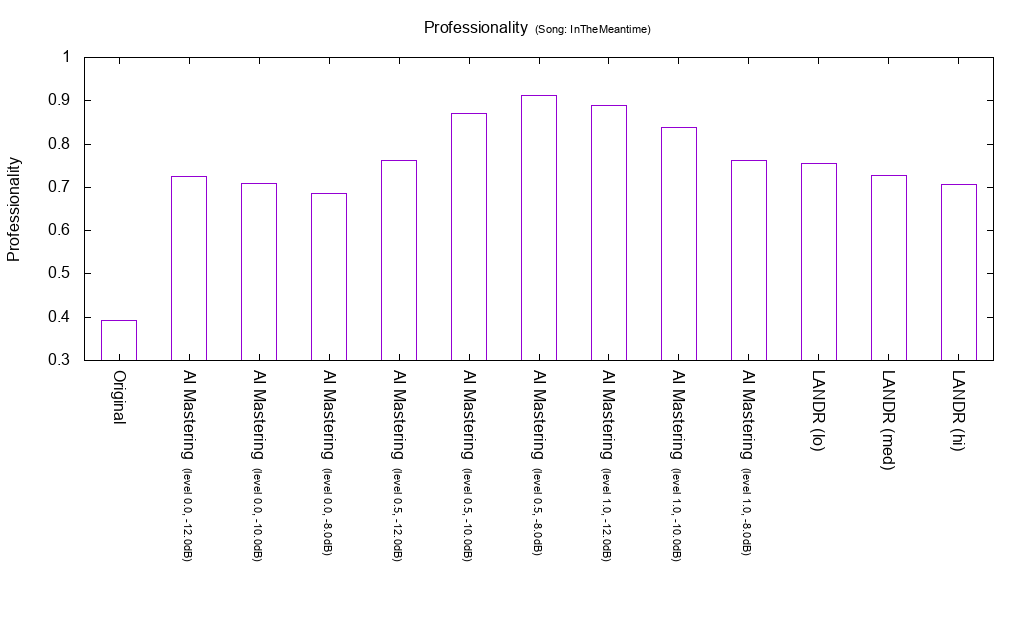 Professionality (Song: InTheMeantime)
Professionality
1
0.9
0.8
0.7
0.6
0.5
0.4
0.3
Original
AI Mastering (level 0.0, -12.0dB)
AI Mastering (level 0.0, -10.0dB)
AI Mastering (level 0.0, -8.0dB)
AI Mastering (level 0.5, -12.0dB)
AI Mastering (level 0.5, -10.0dB)
AI Mastering (level 0.5, -8.0dB)
AI Mastering (level 1.0, -12.0dB)
AI Mastering (level 1.0, -10.0dB)
AI Mastering (level 1.0, -8.0dB)
LANDR (lo)
LANDR (med)
LANDR (hi)